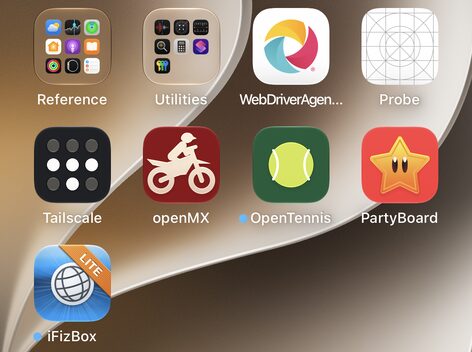 Reference
Utilities
WebDriverAgen...
Probe
Tailscale
openMX
OpenTennis
PartyBoard
LITE
iFizBox